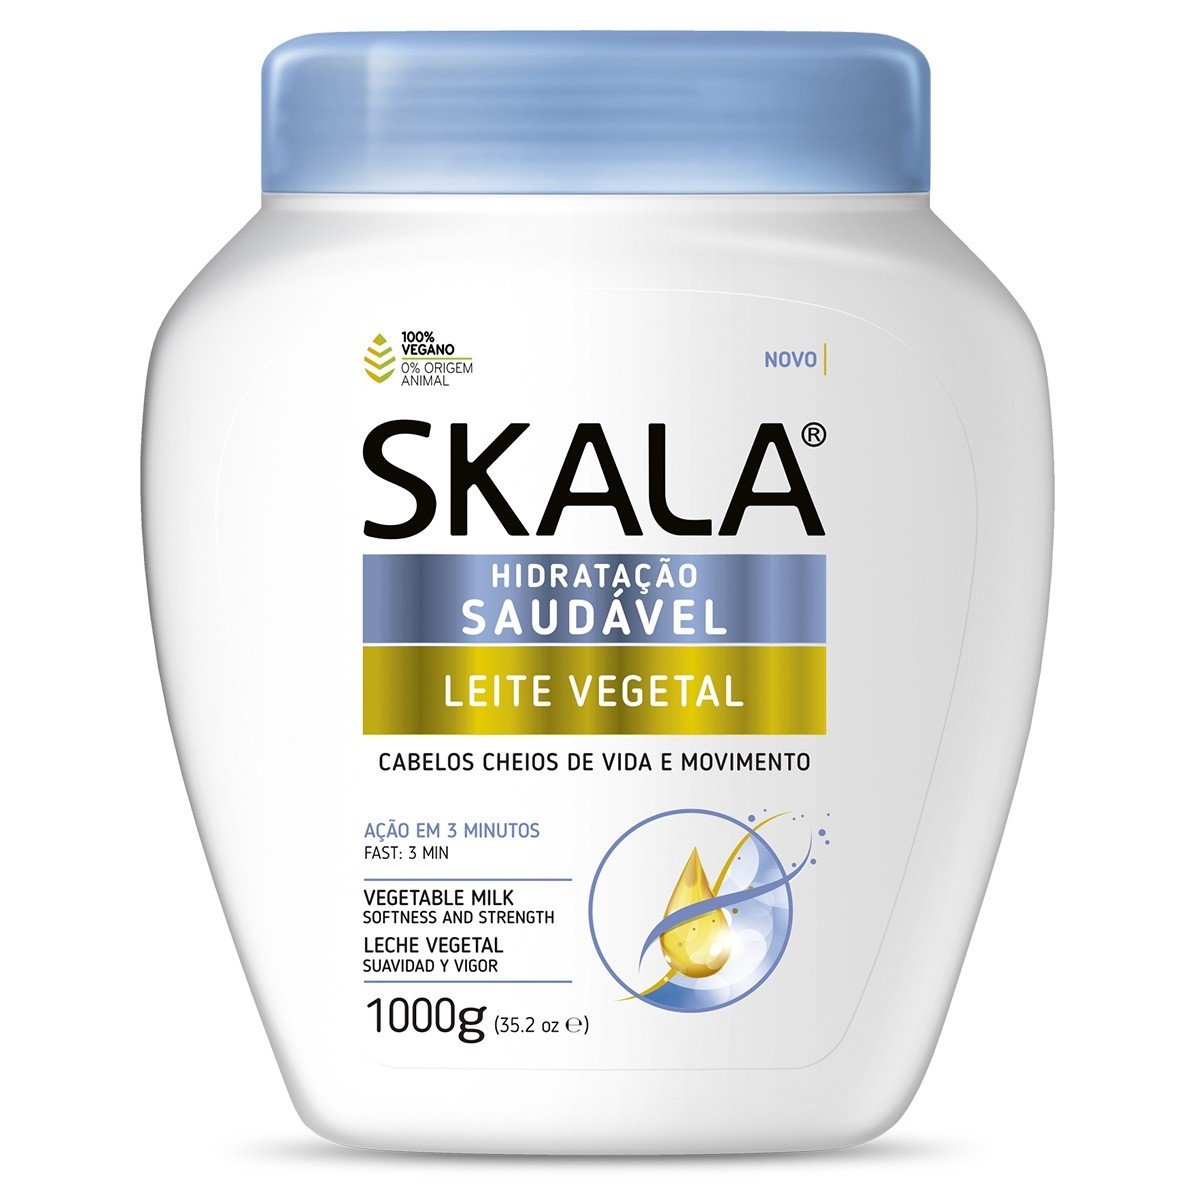 100%
VEGANO
0% ORIGEM
ANIMAL
NOVO
SKALA®
HIDRATAÇÃO
SAUDÁVEL
LEITE VEGETAL
CABELOS CHEIOS DE VIDA E MOVIMENTO
AÇÃO EM 3 MINUTOS
FAST: 3 MIN
VEGETABLE MILK
SOFTNESS AND STRENGTH
LECHE VEGETAL
SUAVIDAD Y VIGOR
1000g (35.2 oz ℮)